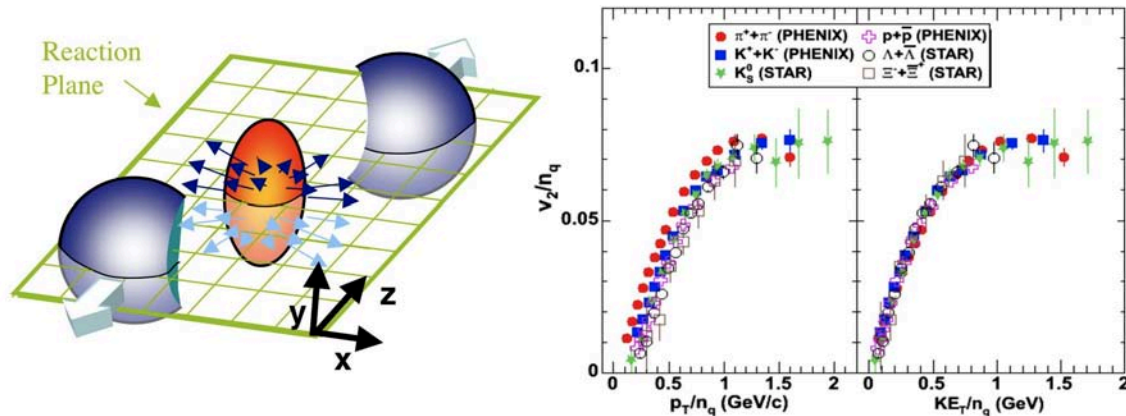 Reaction
Plane
y
z
x
π⁺+π⁻ (PHENIX)
K⁺+K⁻ (PHENIX)
K⁰_S (STAR)
p+p̅ (PHENIX)
Λ+Λ̅ (STAR)
Ξ⁻+Ξ̅⁺ (STAR)
v₂/n_q
0.1
0.05
0
0 0.5 1 1.5
0 0.5 1 1.5 2
p_T/n_q (GeV/c)
KE_T/n_q (GeV)